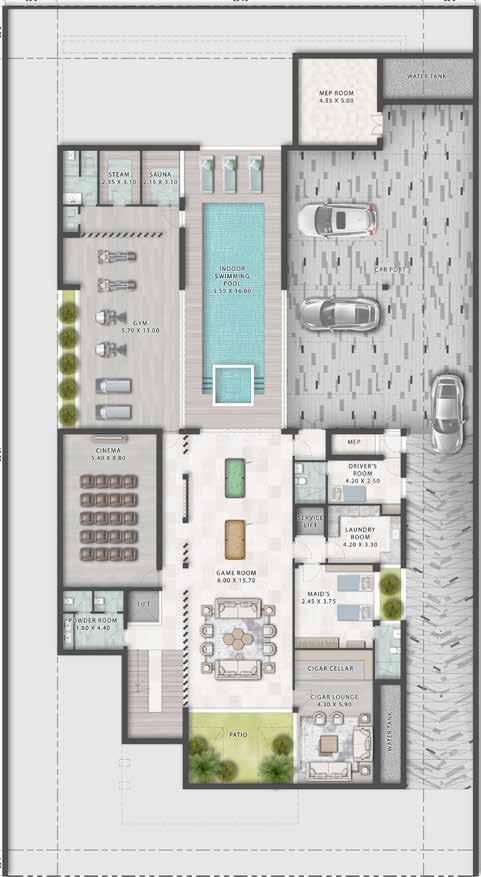 WATER TANK
MEP ROOM
4.55 X 5.00
STEAM
2.35 X 3.10
SAUNA
2.15 X 3.10
CAR PORT
INDOOR
SWIMMING
POOL
5.55 X 16.00
GYM
5.70 X 11.00
MEP
CINEMA
5.40 X 8.80
DRIVER'S
ROOM
4.20 X 2.50
SERVICE
LIFT
LAUNDRY
ROOM
4.20 X 3.30
GAME ROOM
6.00 X 15.70
MAID'S
2.45 X 3.75
LIFT
POWDER ROOM
1.60 X 4.40
CIGAR CELLAR
CIGAR LOUNGE
4.30 X 5.90
PATIO
WATER TANK